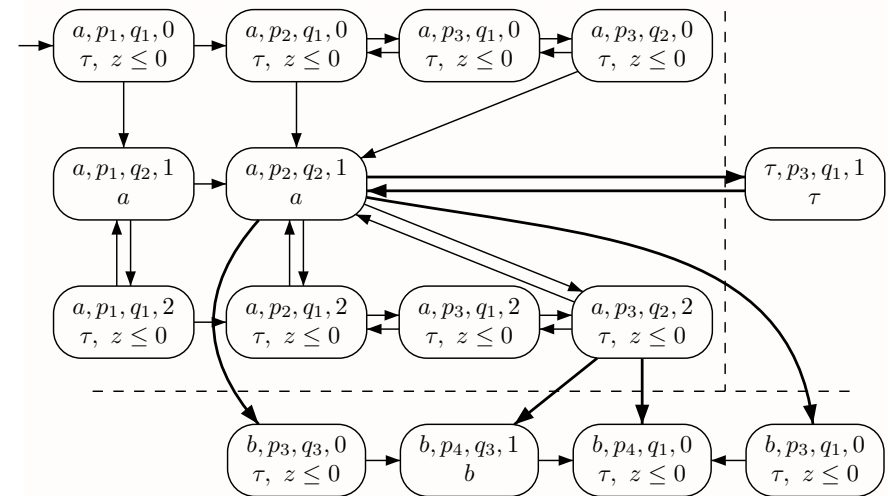 a, p₁, q₁, 0
τ, z ≤ 0
a, p₂, q₁, 0
τ, z ≤ 0
a, p₃, q₁, 0
τ, z ≤ 0
a, p₃, q₂, 0
τ, z ≤ 0
a, p₁, q₂, 1
a
a, p₂, q₂, 1
a
τ, p₃, q₁, 1
τ
a, p₁, q₁, 2
τ, z ≤ 0
a, p₂, q₁, 2
τ, z ≤ 0
a, p₃, q₁, 2
τ, z ≤ 0
a, p₃, q₂, 2
τ, z ≤ 0
b, p₃, q₃, 0
τ, z ≤ 0
b, p₄, q₃, 1
b
b, p₄, q₁, 0
τ, z ≤ 0
b, p₃, q₁, 0
τ, z ≤ 0